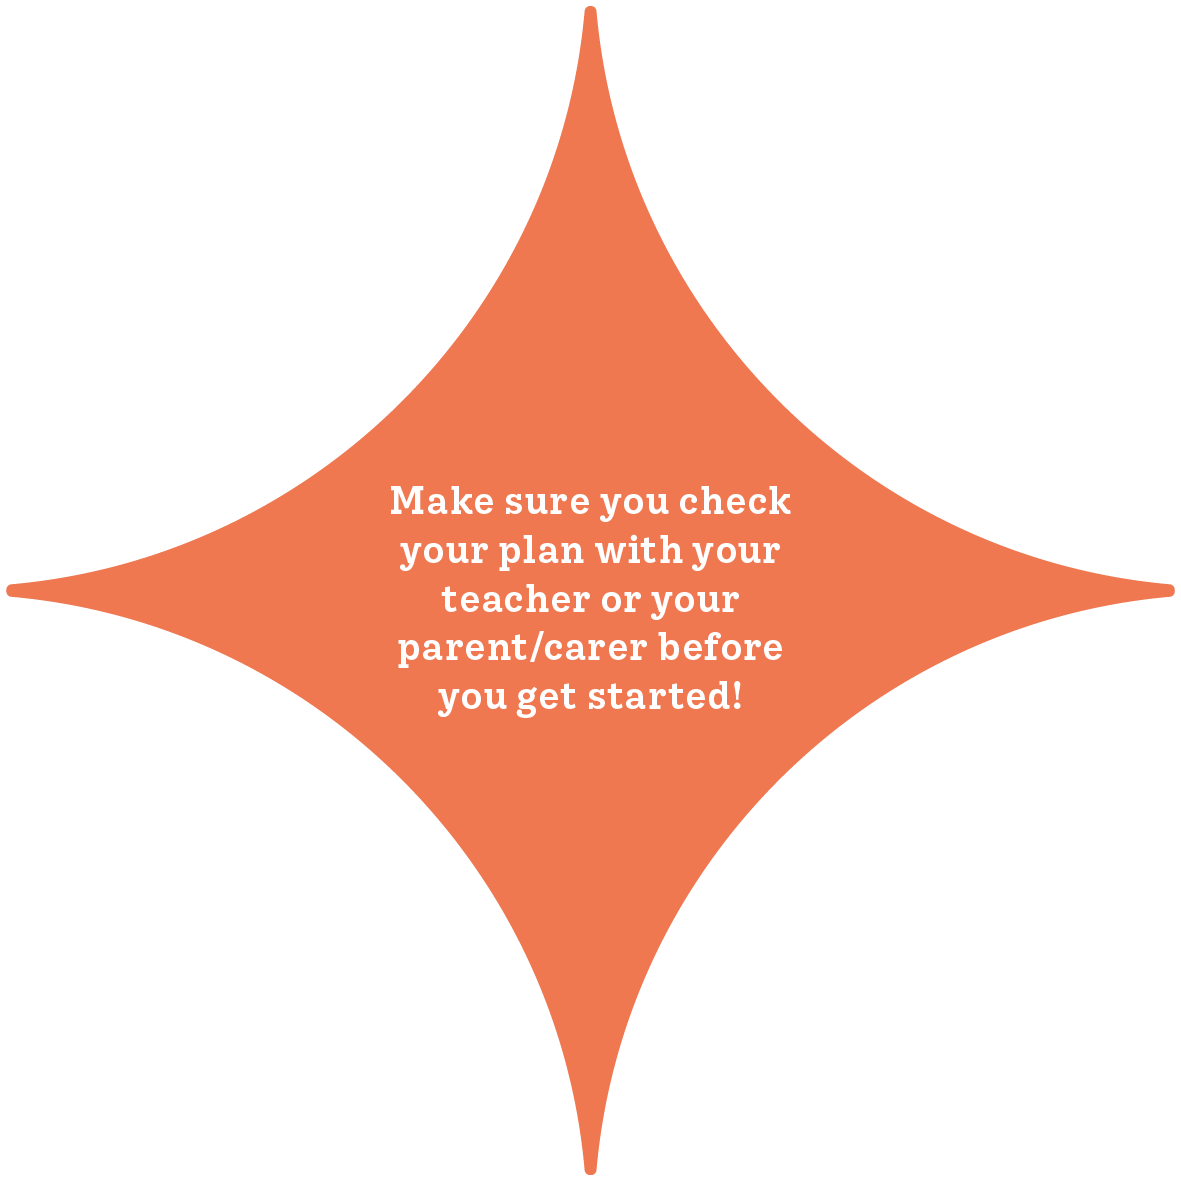 Make sure you check
your plan with your
teacher or your
parent/carer before
you get started!